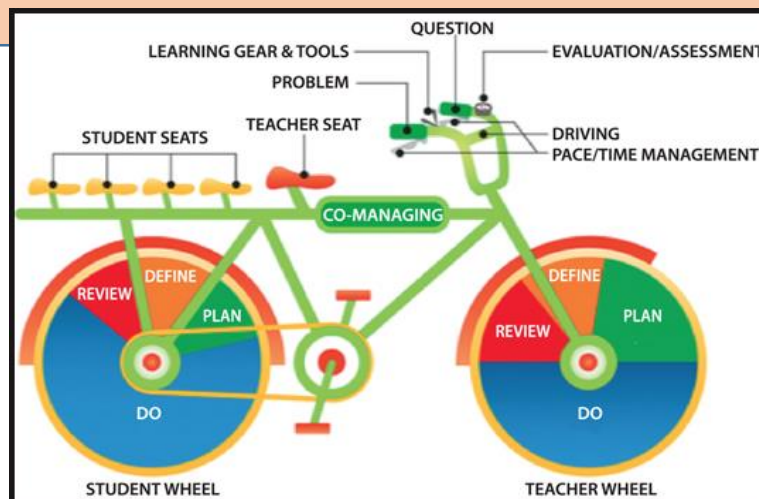 QUESTION
LEARNING GEAR & TOOLS
EVALUATION/ASSESSMENT
PROBLEM
STUDENT SEATS
TEACHER SEAT
DRIVING
PACE/TIME MANAGEMENT
CO-MANAGING
REVIEW
DEFINE
PLAN
DO
REVIEW
DEFINE
PLAN
DO
STUDENT WHEEL
TEACHER WHEEL